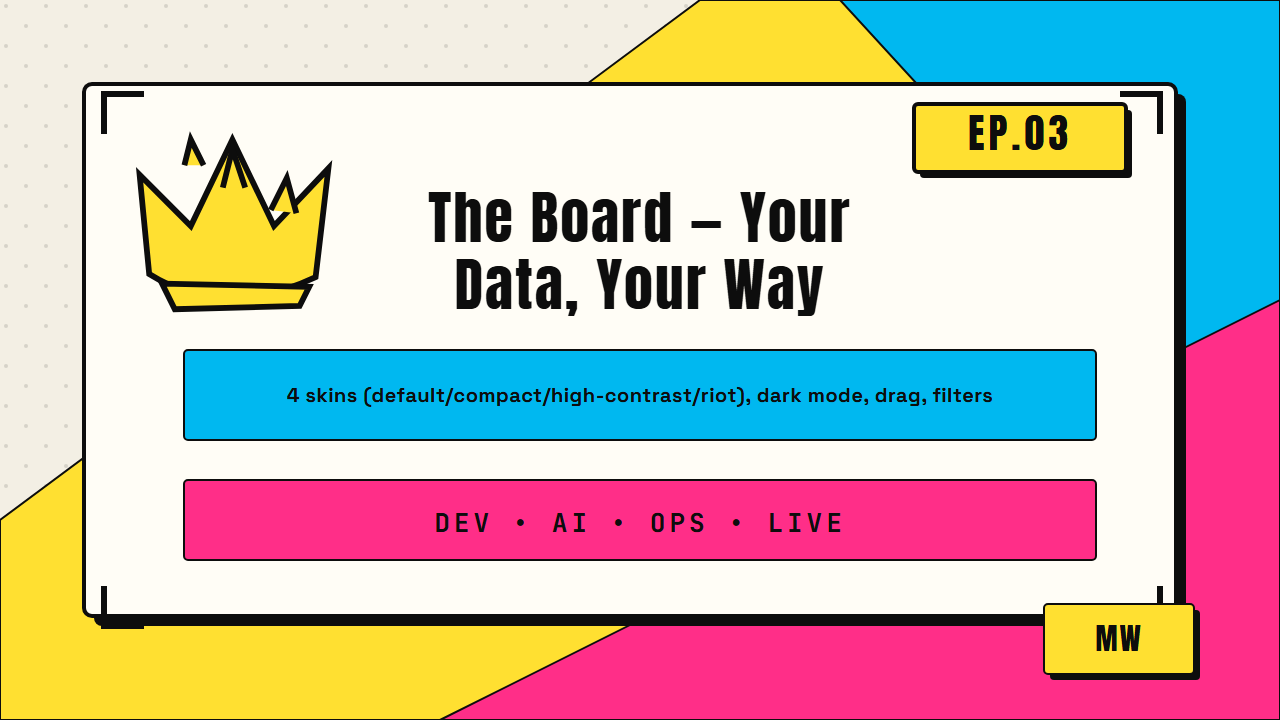 EP.03
The Board – Your
Data, Your Way
4 skins (default/compact/high-contrast/riot), dark mode, drag, filters
DEV • AI • OPS • LIVE
MW